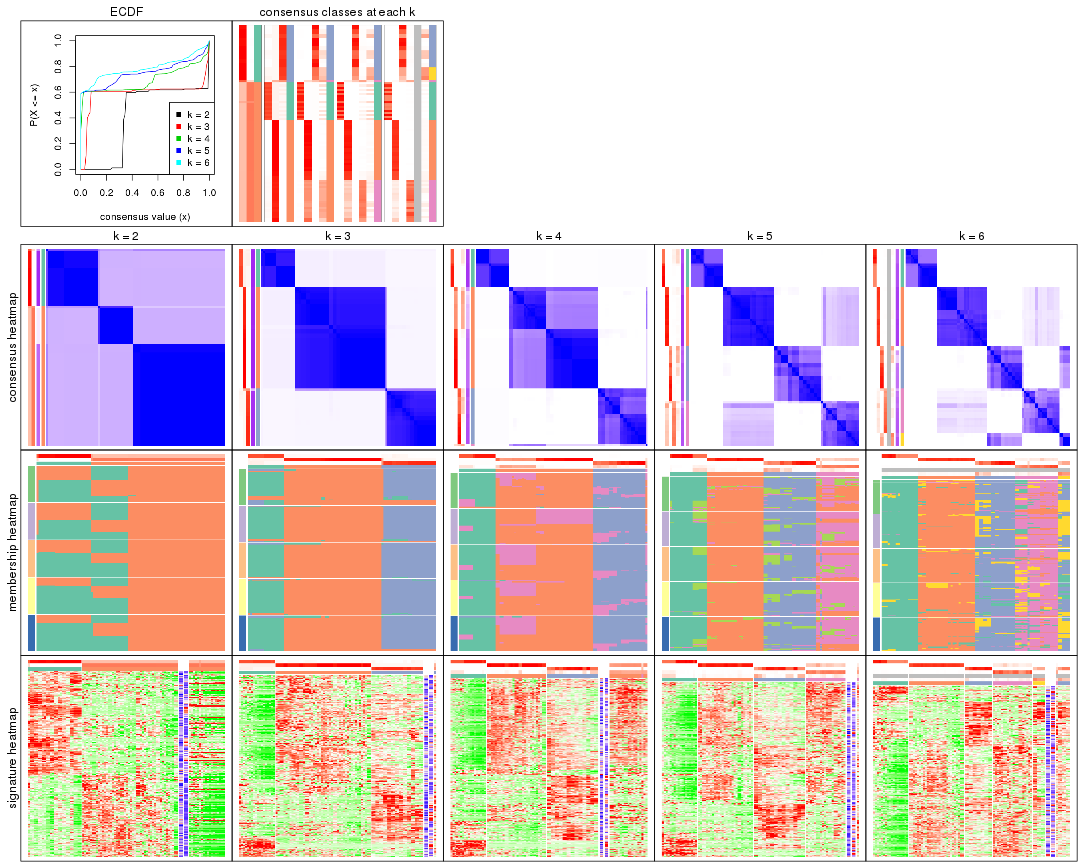 ECDF
consensus classes at each k
P(X <= x)
1.0
0.8
0.6
0.4
0.2
0.0
k = 2
k = 3
k = 4
k = 5
k = 6
0.0 0.2 0.4 0.6 0.8 1.0
consensus value (x)
k = 2
k = 3
k = 4
k = 5
k = 6
consensus heatmap
membership heatmap
signature heatmap